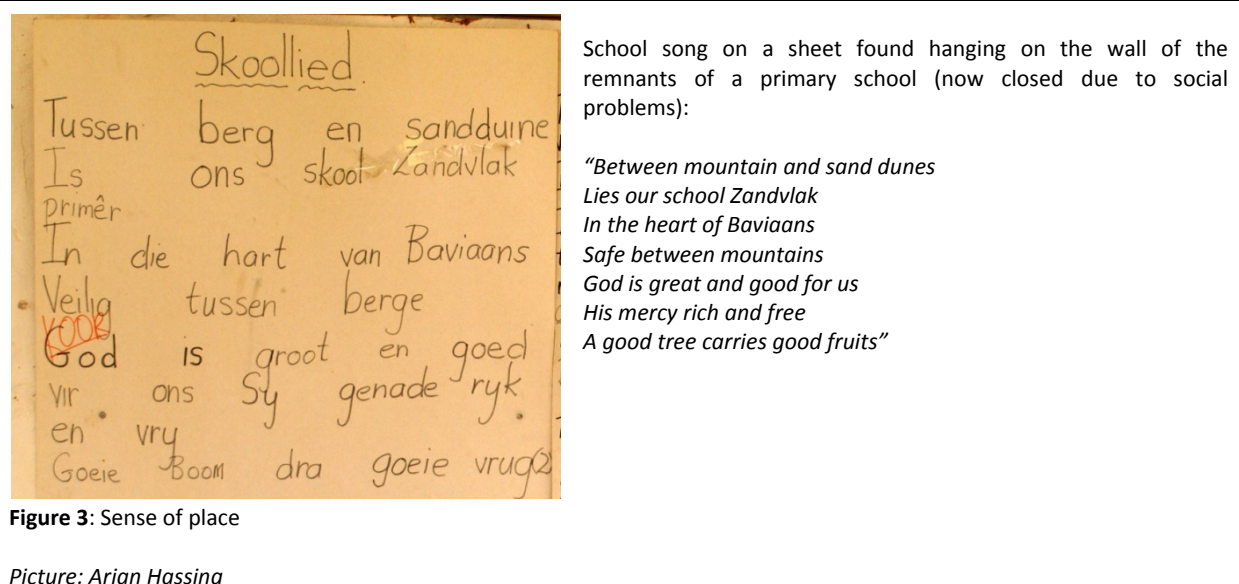 Skoollied.
Tussen berg en sandduine
Is ons skool Zandvlak
primêr
In die hart van Baviaans
Veilig tussen berge
VOOR
God is groot en goed
vir ons Sy genade ryk
en vry
Goeie Boom dra goeie vrug(2)
School song on a sheet found hanging on the wall of the
remnants of a primary school (now closed due to social
problems):
“Between mountain and sand dunes
Lies our school Zandvlak
In the heart of Baviaans
Safe between mountains
God is great and good for us
His mercy rich and free
A good tree carries good fruits”
Figure 3: Sense of place
Picture: Arjan Hassing